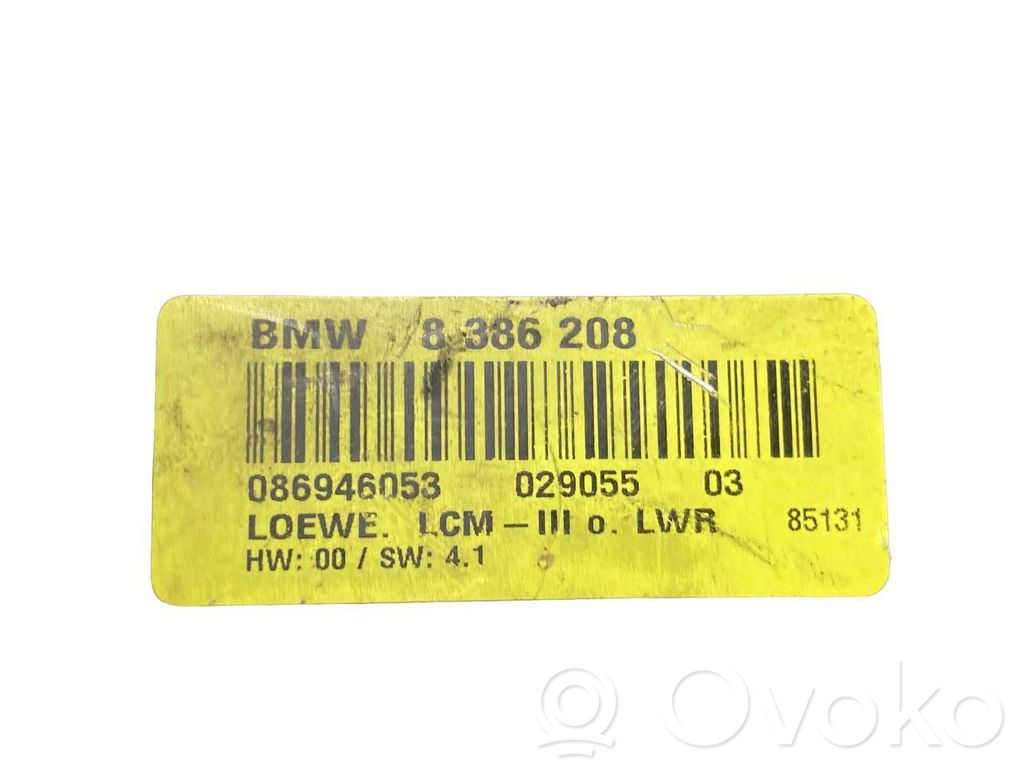 BMW 8 386 208
086946053 029055 03
LOEWE. LCM - III o. LWR 85131
HW: 00 / SW: 4.1
Ovoko